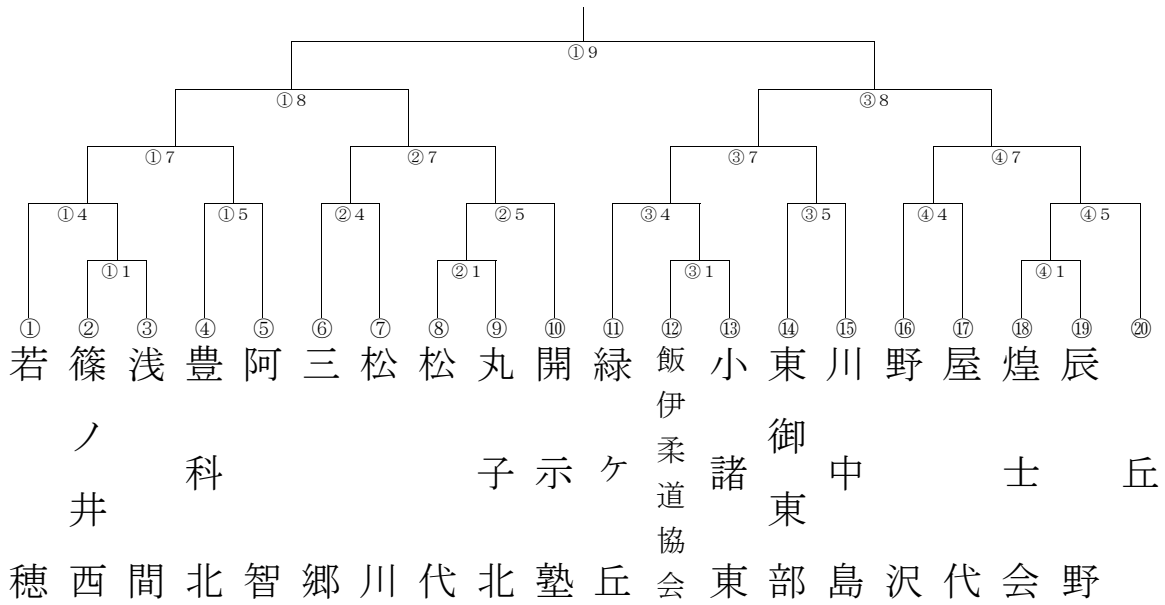 ①9
①8
③8
①7
②7
③7
④7
①4
①5
②4
②5
③4
③5
④4
④5
①1
②1
③1
④1
①
②
③
④
⑤
⑥
⑦
⑧
⑨
⑩
⑪
⑫
⑬
⑭
⑮
⑯
⑰
⑱
⑲
⑳
若穂
篠ノ井西
浅間
豊科北
阿智
三郷
松川
松代
丸子北
開示塾
緑ケ丘
飯伊柔道協会
小諸東
東御東部
川中島
野沢
屋代
煌士会
辰野
丘